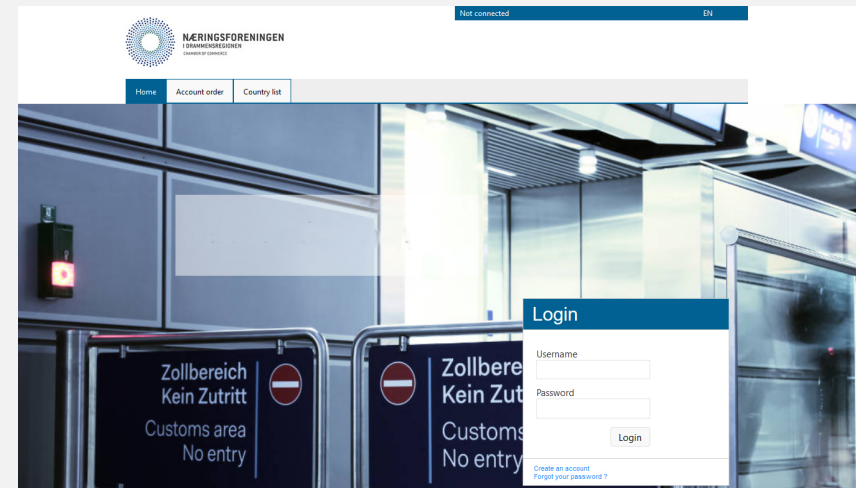 Not connected
EN
NÆRINGSFORENINGEN
I DRAMMENSREGIONEN
CHAMBER OF COMMERCE
Home
Account order
Country list
Zollbereich
Kein Zutritt
Customs area
No entry
Zollbere
Kein Zut
Customs
No entry
Login
Username
Password
Login
Create an account
Forgot your password ?